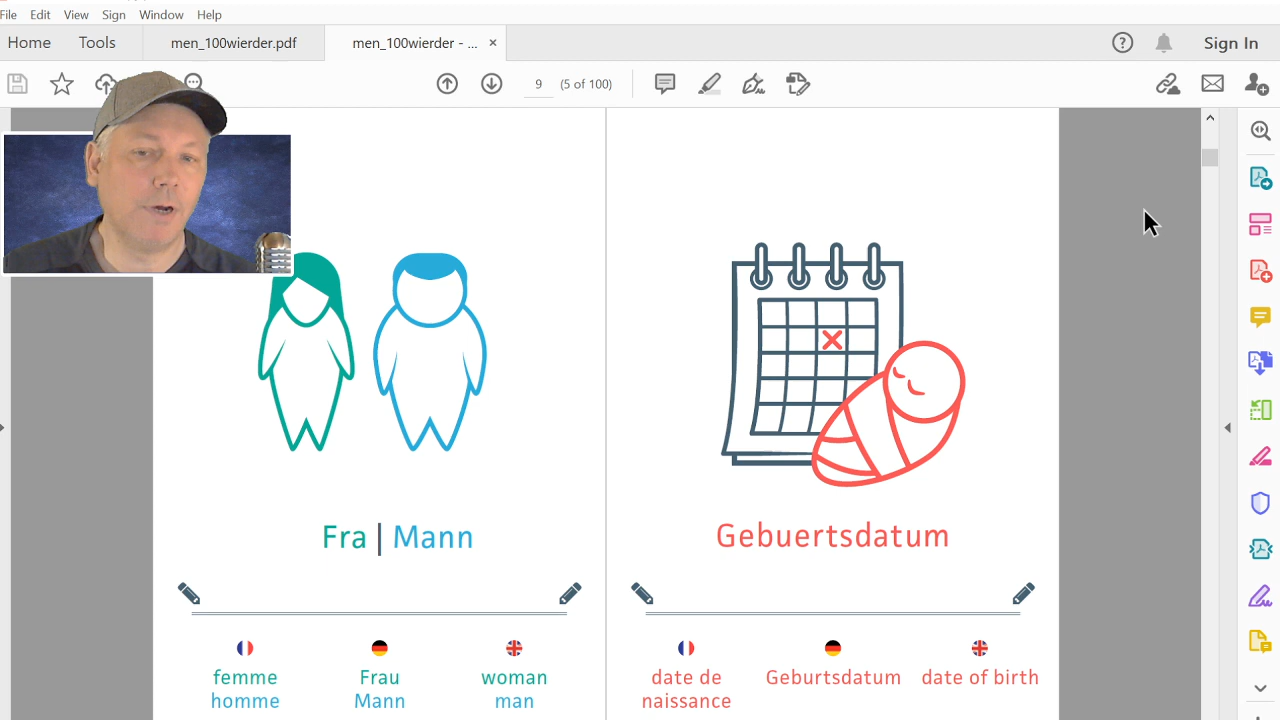 File Edit View Sign Window Help
Home Tools men_100wierder.pdf men_100wierder - ... × Sign In
9 (5 of 100)
Fra | Mann
femme Frau woman
homme Mann man
Gebuertsdatum
date de naissance Geburtsdatum date of birth